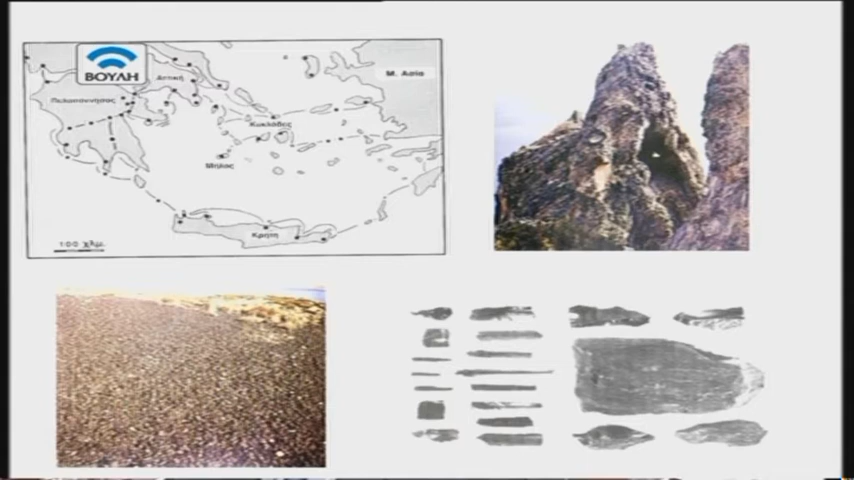 ΒΟΥΛΗ
Αττική
Μ. Ασία
Πελοπόννησος
Κυκλάδες
Μήλος
Κρήτη
100 χλμ.